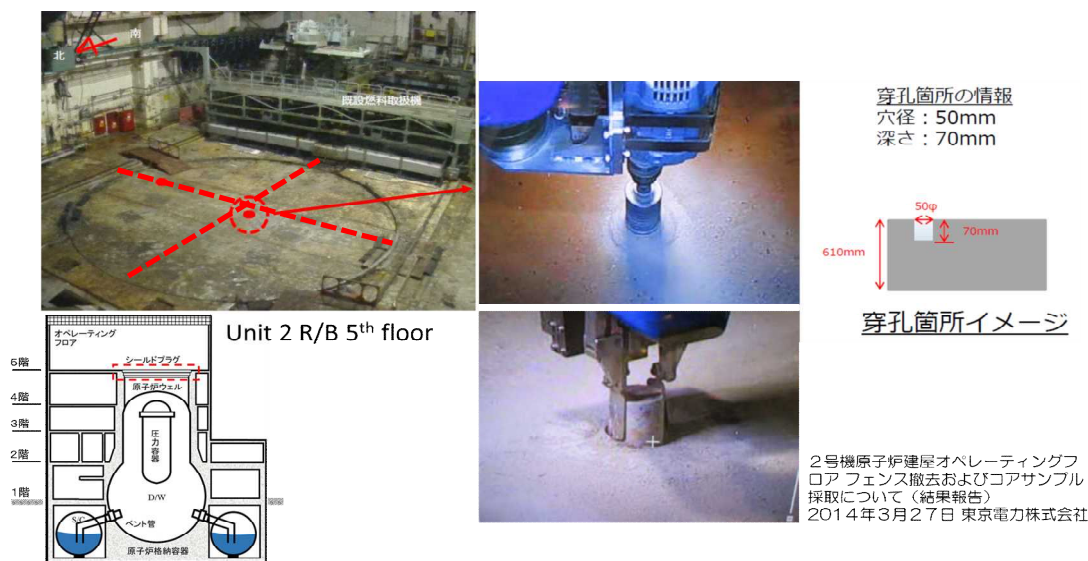 南
北
既設燃料取扱機
Unit 2 R/B 5th floor
オペレーティング
フロア
シールドプラグ
5階
原子炉ウェル
4階
3階
圧力容器
2階
D/W
1階
S/C
ベント管
原子炉格納容器
穿孔箇所の情報
穴径：50mm
深さ：70mm
50φ
70mm
610mm
穿孔箇所イメージ
２号機原子炉建屋オペレーティングフ
ロア フェンス撤去およびコアサンプル
採取について（結果報告）
2014年3月27日 東京電力株式会社